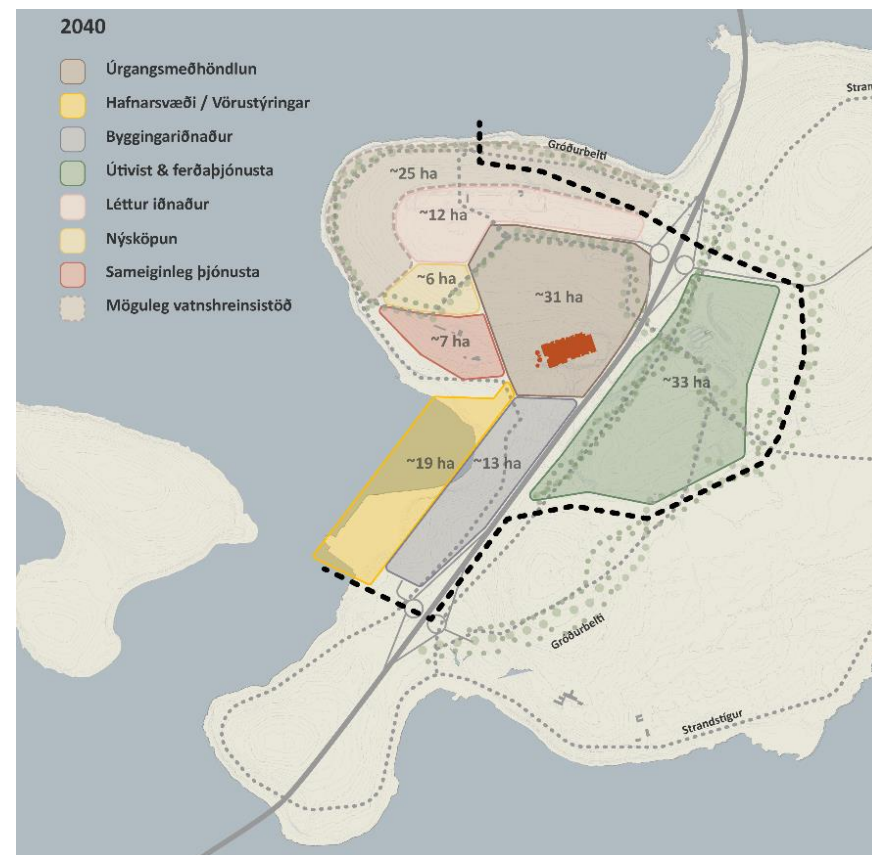 2040
Úrgangsmeðhöndlun
Hafnarsvæði / Vörustýringar
Byggingariðnaður
Útivist & ferðaþjónusta
Léttur iðnaður
Nýsköpun
Sameiginleg þjónusta
Möguleg vatnshreinsistöð
Stran
Gróðurbelti
~25 ha
~12 ha
~6 ha
~31 ha
~7 ha
~33 ha
~19 ha
~13 ha
Gróðurbelti
Strandstígur